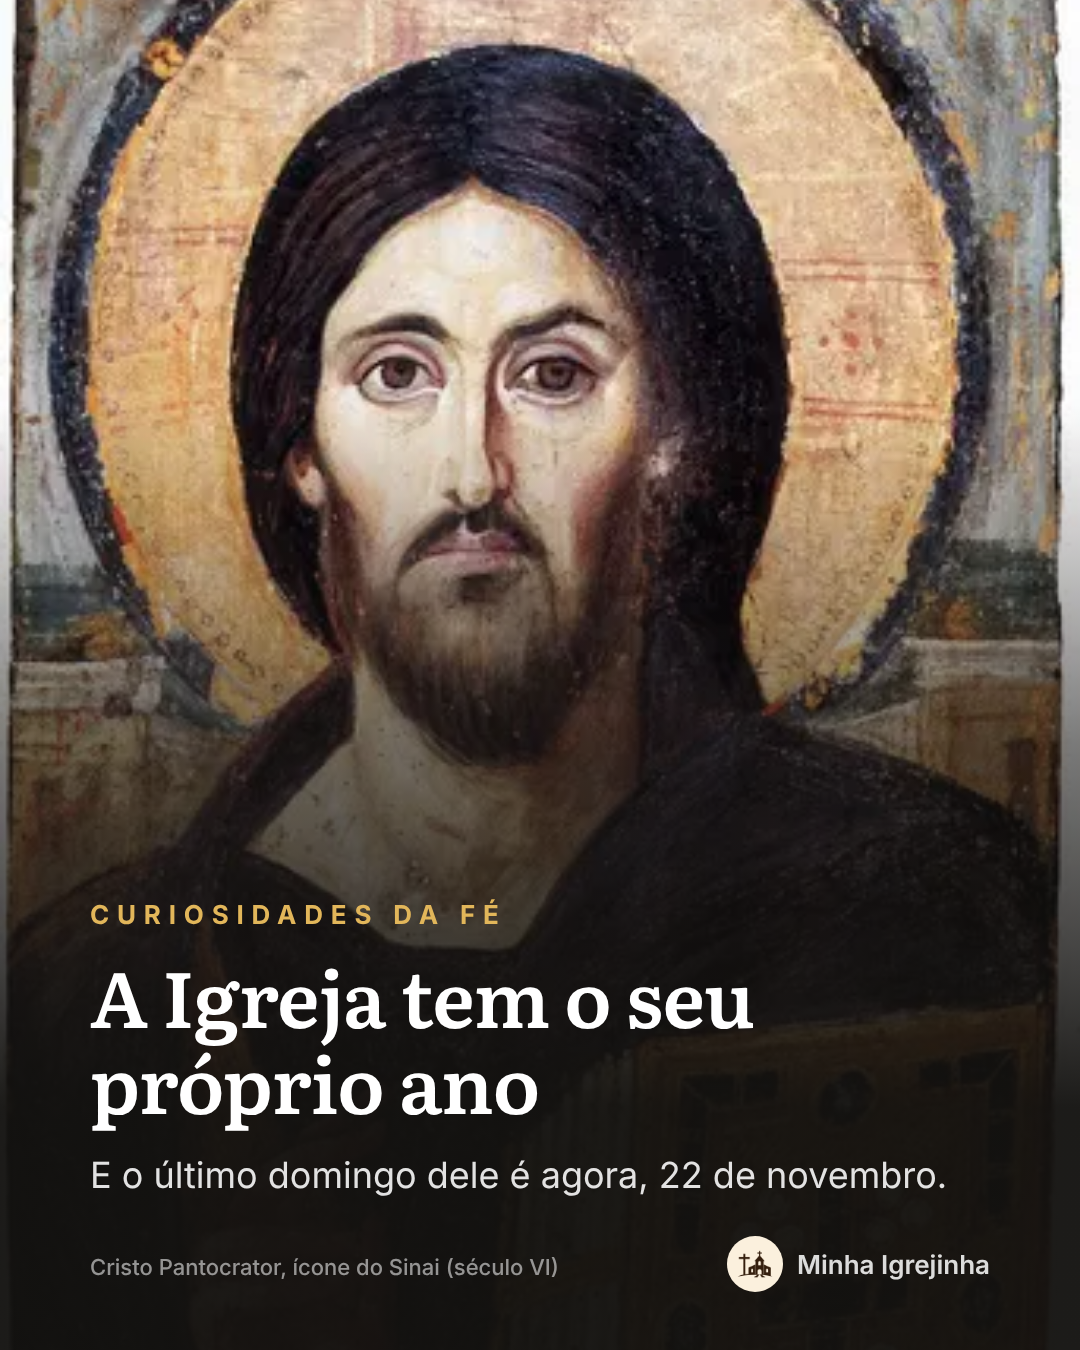 CURIOSIDADES DA FÉ
A Igreja tem o seu
próprio ano
E o último domingo dele é agora, 22 de novembro.
Cristo Pantocrator, ícone do Sinai (século VI)
Minha Igrejinha